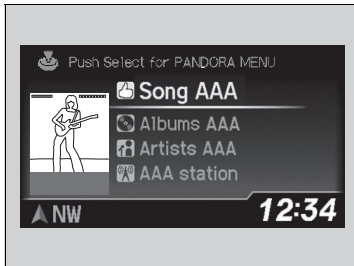 Push Select for PANDORA MENU
Song AAA
Albums AAA
Artists AAA
AAA station
NW
12:34